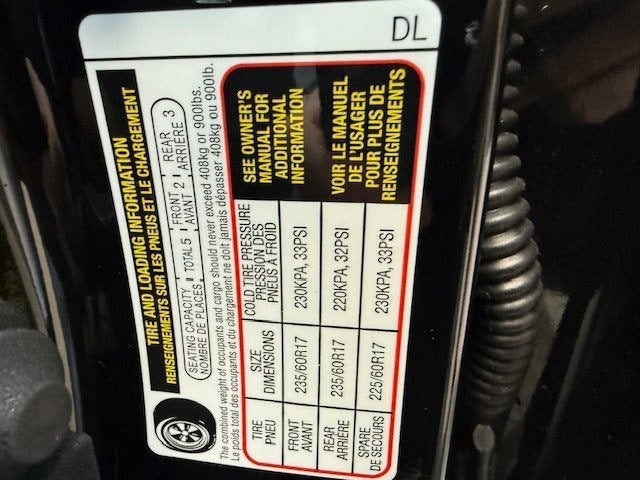 DL
TIRE AND LOADING INFORMATION
RENSEIGNEMENTS SUR LES PNEUS ET LE CHARGEMENT
SEATING CAPACITY TOTAL 5 FRONT 2 REAR 3
NOMBRE DE PLACES AVANT ARRIÈRE
The combined weight of occupants and cargo should never exceed 408kg or 900lbs.
Le poids total des occupants et du chargement ne doit jamais dépasser 408kg ou 900lb.
TIRE SIZE COLD TIRE PRESSURE
PNEU DIMENSIONS PRESSION DES
PNEUS À FROID
FRONT
AVANT 235/60R17 230KPA, 33PSI
REAR
ARRIÈRE 235/60R17 220KPA, 32PSI
SPARE
DE SECOURS 225/60R17 230KPA, 33PSI
SEE OWNER'S
MANUAL FOR
ADDITIONAL
INFORMATION
VOIR LE MANUEL
DE L'USAGER
POUR PLUS DE
RENSEIGNEMENTS